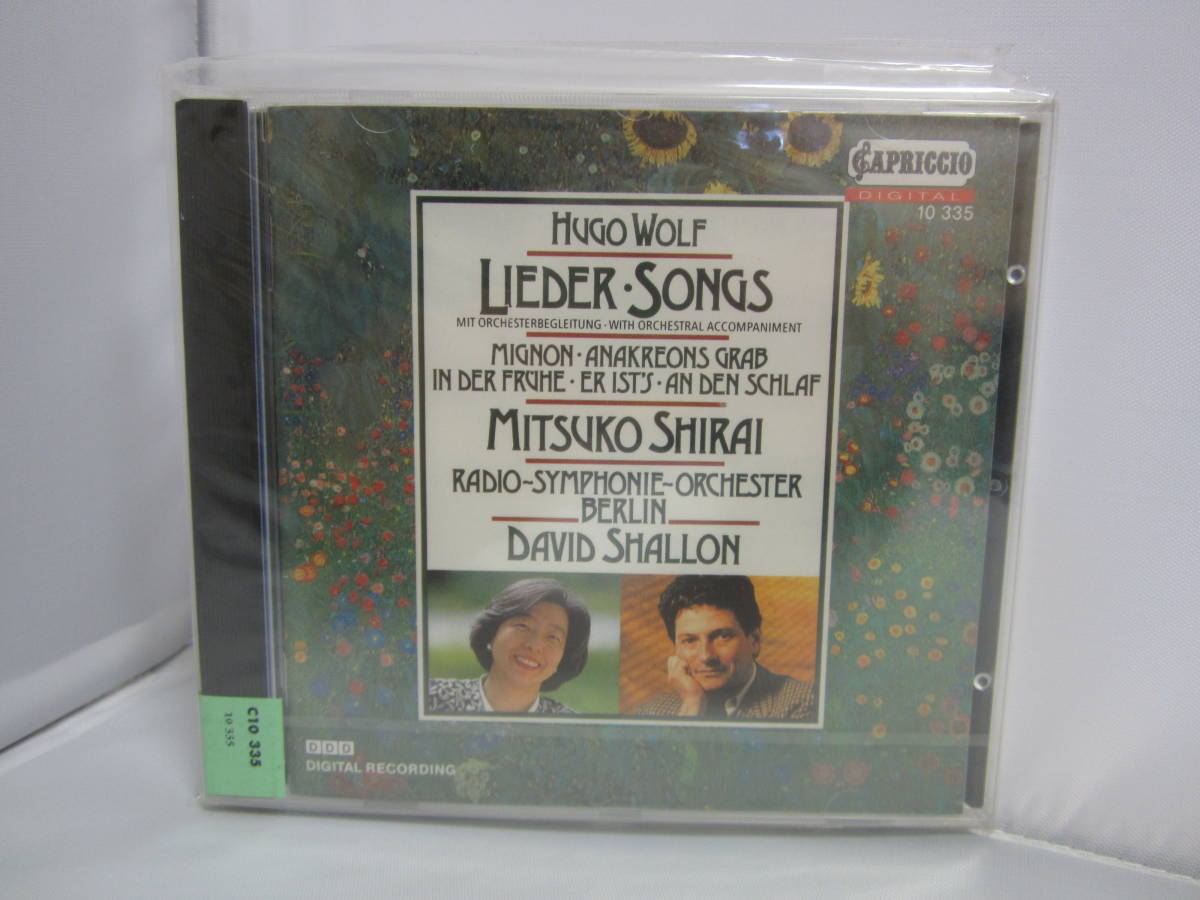 CAPRICCIO
DIGITAL
10 335
HUGO WOLF
LIEDER · SONGS
MIT ORCHESTERBEGLEITUNG · WITH ORCHESTRAL ACCOMPANIMENT
MIGNON · ANAKREONS GRAB
IN DER FRÜHE · ER IST'S · AN DEN SCHLAF
MITSUKO SHIRAI
RADIO~SYMPHONIE~ORCHESTER
BERLIN
DAVID SHALLON
DDD
DIGITAL RECORDING
C10 335
10 335